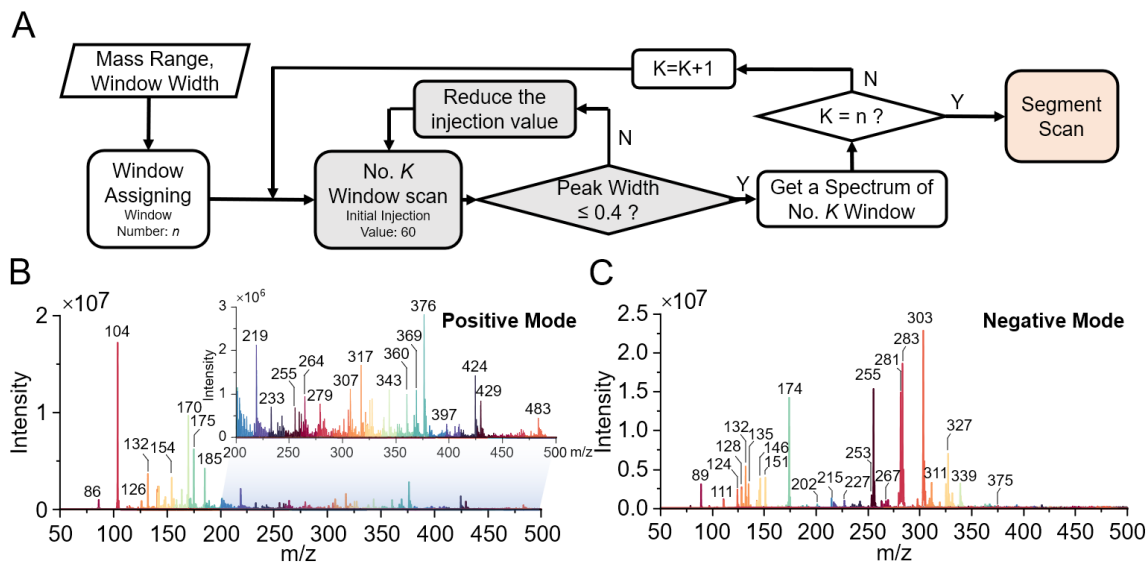 A
Mass Range,
Window Width
Window
Assigning
Window
Number: n
No. K
Window scan
Initial Injection
Value: 60
Reduce the
injection value
N
Peak Width
≤ 0.4 ?
Y
Get a Spectrum of
No. K Window
K = n ?
N
K=K+1
Y
Segment
Scan
B
×10⁷
Positive Mode
Intensity
2
1
0
50 100 150 200 250 300 350 400 450 500
m/z
86
104
126
132
154
170
175
185
×10⁶
Intensity
3
2
1
0
200 250 300 350 400 450 500 m/z
219
233
255
264
279
307
317
343
360
369
376
397
424
429
483
C
×10⁷
Negative Mode
Intensity
2.5
2.0
1.5
1.0
0.5
0.0
50 100 150 200 250 300 350 400 450 500
m/z
89
111
124
128
132
135
146
151
174
202
215
227
253
255
267
281
283
303
311
327
339
375